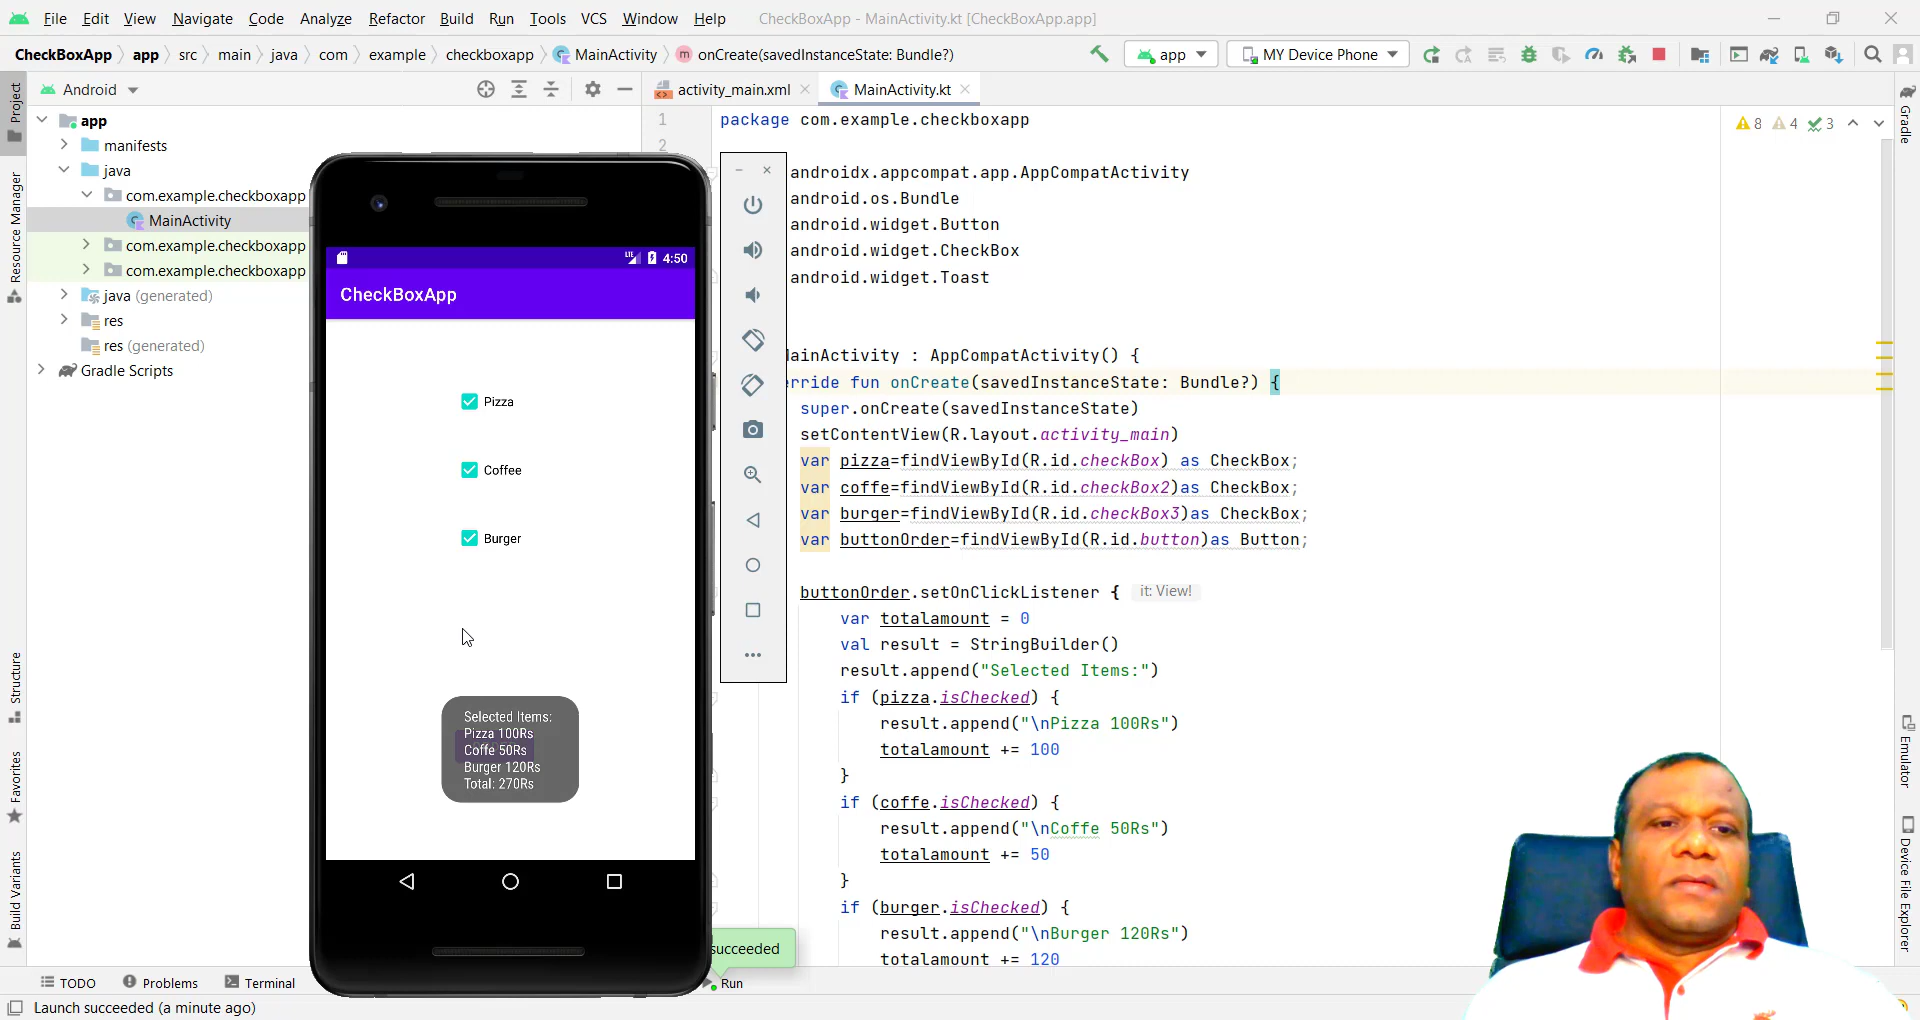 File Edit View Navigate Code Analyze Refactor Build Run Tools VCS Window Help CheckBoxApp - MainActivity.kt [CheckBoxApp.app]
CheckBoxApp app src main java com example checkboxapp MainActivity onCreate(savedInstanceState: Bundle?) app MY Device Phone
Android
activity_main.xml MainActivity.kt
Project
Resource Manager
Structure
Favorites
Build Variants
app
manifests
java
com.example.checkboxapp
MainActivity
com.example.checkboxapp
com.example.checkboxapp
java (generated)
res
res (generated)
Gradle Scripts
LTE 4:50
CheckBoxApp
Pizza
Coffee
Burger
Selected Items:
Pizza 100Rs
Coffe 50Rs
Burger 120Rs
Total: 270Rs
1
2
8 4 3
package com.example.checkboxapp
androidx.appcompat.app.AppCompatActivity
android.os.Bundle
android.widget.Button
android.widget.CheckBox
android.widget.Toast
MainActivity : AppCompatActivity() {
erride fun onCreate(savedInstanceState: Bundle?) {
super.onCreate(savedInstanceState)
setContentView(R.layout.activity_main)
var pizza=findViewById(R.id.checkBox) as CheckBox;
var coffe=findViewById(R.id.checkBox2)as CheckBox;
var burger=findViewById(R.id.checkBox3)as CheckBox;
var buttonOrder=findViewById(R.id.button)as Button;
buttonOrder.setOnClickListener { it: View!
var totalamount = 0
val result = StringBuilder()
result.append("Selected Items:")
if (pizza.isChecked) {
result.append("\nPizza 100Rs")
totalamount += 100
}
if (coffe.isChecked) {
result.append("\nCoffe 50Rs")
totalamount += 50
}
if (burger.isChecked) {
result.append("\nBurger 120Rs")
totalamount += 120
Gradle
Emulator
Device File Explorer
succeeded
TODO Problems Terminal Run
Launch succeeded (a minute ago)